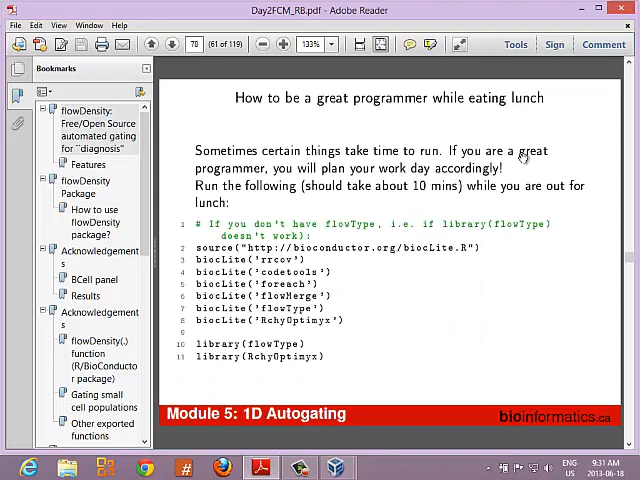 Day2FCM_RB.pdf - Adobe Reader
File Edit View Window Help
78 (61 of 119) 133% Tools Sign Comment
Bookmarks
flowDensity:
Free/Open Source
automated gating
for ``diagnosis"
Features
flowDensity
Package
How to use
flowDensity
package?
Acknowledgement
s
BCell panel
Results
Acknowledgement
s
flowDensity(.)
function
(R/BioConducto
r package)
Gating small
cell populations
Other exported
functions
How to be a great programmer while eating lunch
Sometimes certain things take time to run. If you are a great
programmer, you will plan your work day accordingly!
Run the following (should take about 10 mins) while you are out for
lunch:
1 # If you don't have flowType, i.e. if library(flowType)
doesn't work):
2 source("http://bioconductor.org/biocLite.R")
3 biocLite('rrcov')
4 biocLite('codetools')
5 biocLite('foreach')
6 biocLite('flowMerge')
7 biocLite('flowType')
8 biocLite('RchyOptimyx')
9
10 library(flowType)
11 library(RchyOptimyx)
Module 5: 1D Autogating
bioinformatics.ca
ENG 9:31 AM
US 2013-06-18